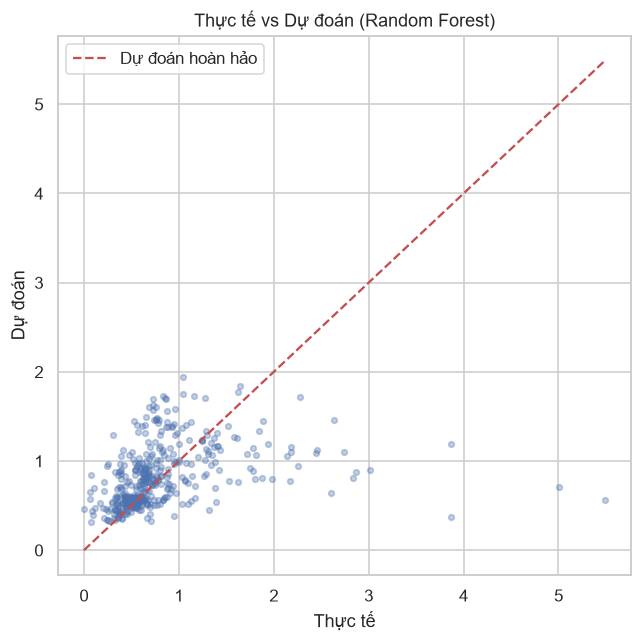 Thực tế vs Dự đoán (Random Forest)
Dự đoán hoàn hảo
Dự đoán
5
4
3
2
1
0
0 1 2 3 4 5
Thực tế